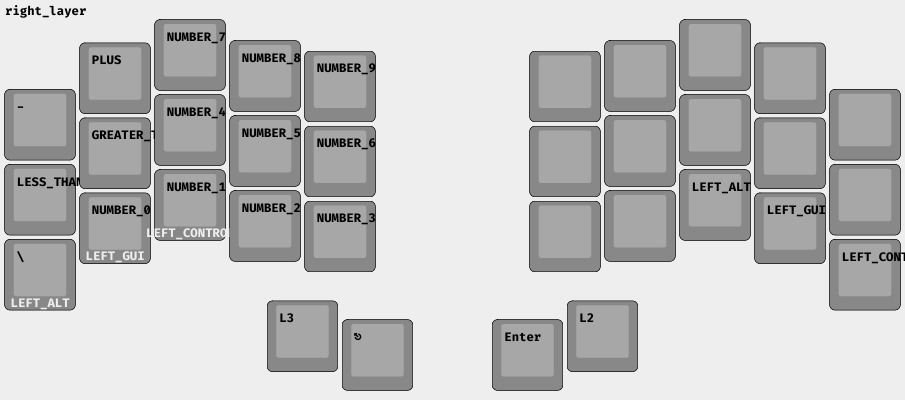 right_layer
-
PLUS
NUMBER_7
NUMBER_8
NUMBER_9
LESS_THAN
GREATER_T
NUMBER_4
NUMBER_5
NUMBER_6
\
LEFT_ALT
NUMBER_0
LEFT_GUI
NUMBER_1
LEFT_CONTRO
NUMBER_2
NUMBER_3
LEFT_ALT
LEFT_GUI
LEFT_CONT
L3
⎋
Enter
L2